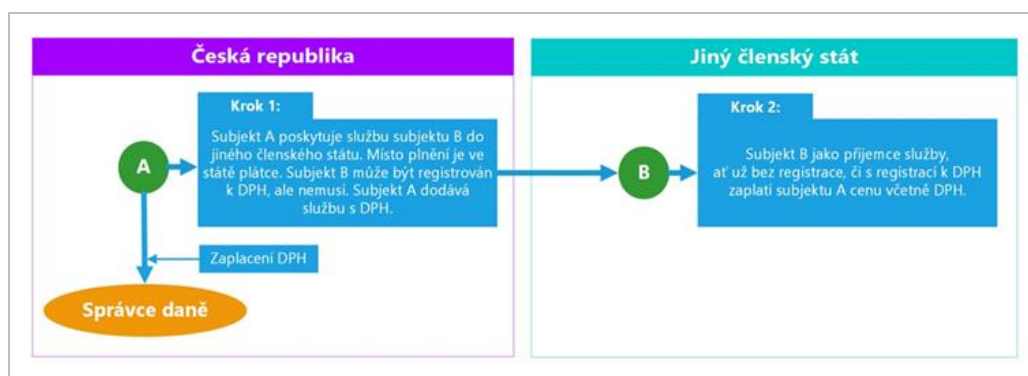 Česká republika
Jiný členský stát
Krok 1:
Subjekt A poskytuje službu subjektu B do
jiného členského státu. Místo plnění je ve
státě plátce. Subjekt B může být registrován
k DPH, ale nemusí. Subjekt A dodává
službu s DPH.
A
Krok 2:
Subjekt B jako příjemce služby,
ať už bez registrace, či s registrací k DPH
zaplatí subjektu A cenu včetně DPH.
B
Zaplacení DPH
Správce daně